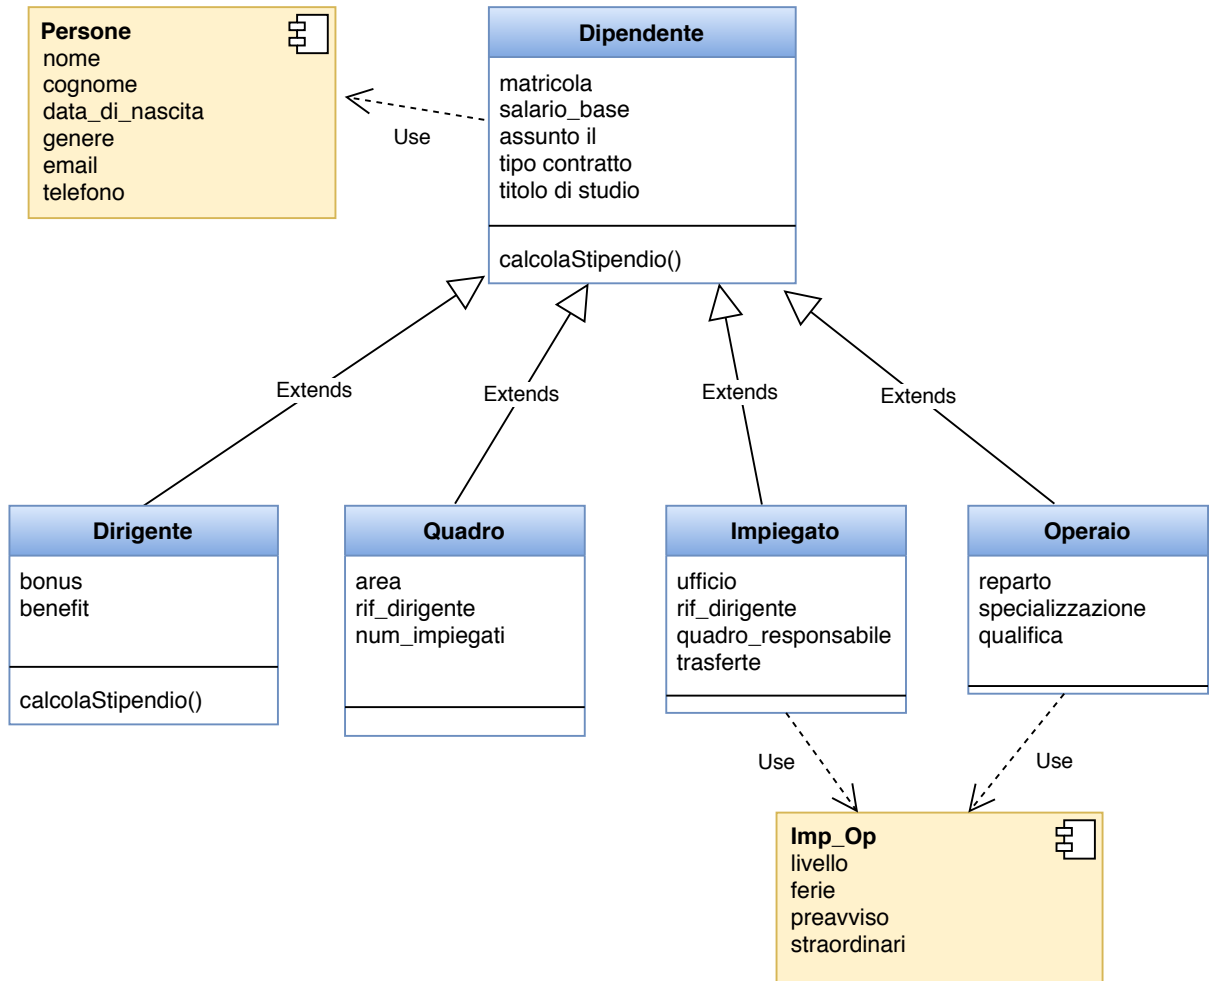 Persone
nome
cognome
data_di_nascita
genere
email
telefono
Use
Dipendente
matricola
salario_base
assunto il
tipo contratto
titolo di studio
calcolaStipendio()
Extends
Extends
Extends
Extends
Dirigente
bonus
benefit
calcolaStipendio()
Quadro
area
rif_dirigente
num_impiegati
Impiegato
ufficio
rif_dirigente
quadro_responsabile
trasferte
Operaio
reparto
specializzazione
qualifica
Use
Use
Imp_Op
livello
ferie
preavviso
straordinari